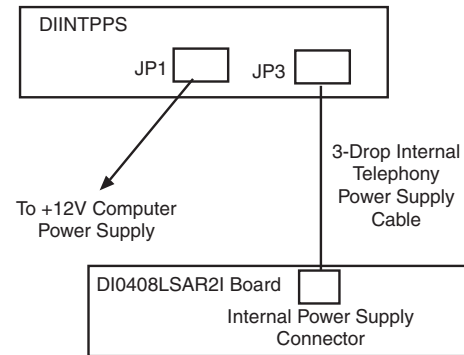 DIINTPPS
JP1
JP3
3-Drop Internal
Telephony
Power Supply
Cable
To +12V Computer
Power Supply
DI0408LSAR2I Board
Internal Power Supply
Connector